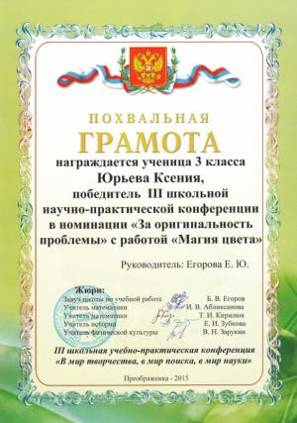 ПОХВАЛЬНАЯ
ГРАМОТА
награждается ученица 3 класса
Юрьева Ксения,
победитель III школьной
научно-практической конференции
в номинации «За оригинальность
проблемы» с работой «Магия цвета»
Руководитель: Егорова Е. Ю.
Жюри:
Завуч школы по учебной работе Б. В. Егоров
Учитель математики И. В. Абликсанова
Учитель математики Т. И. Кирилюк
Учитель истории Е. И. Зубкова
Учитель физической культуры В. Н. Зарукин
III школьная учебно-практическая конференция
«В мир творчества, в мир поиска, в мир науки»
Преображенка - 2015